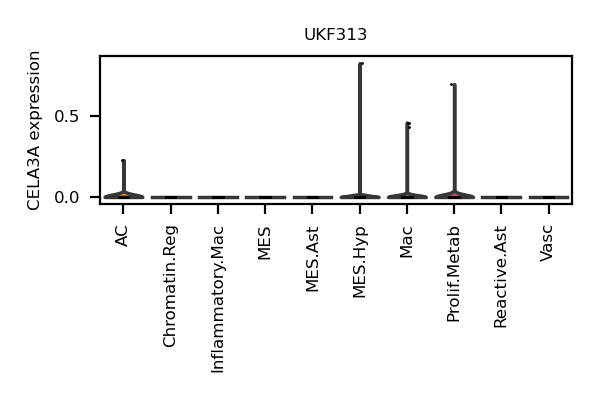 UKF313
CELA3A expression
0.5
0.0
AC
Chromatin.Reg
Inflammatory.Mac
MES
MES.Ast
MES.Hyp
Mac
Prolif.Metab
Reactive.Ast
Vasc